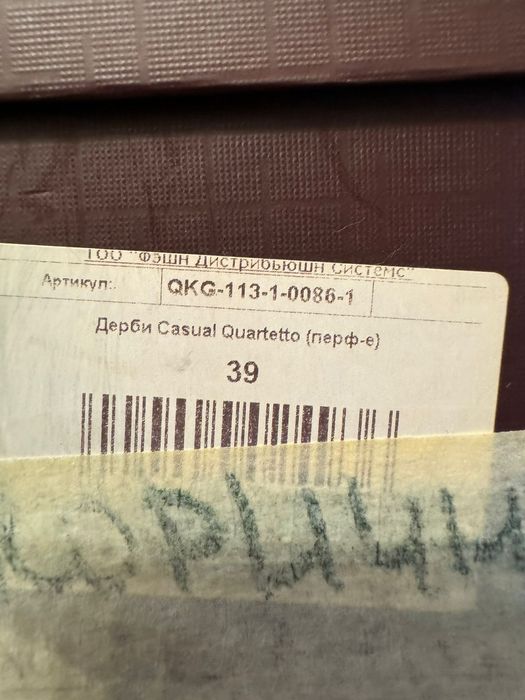 ТОО "Фэшн Дистрибьюшн Системс"
Артикул:. QKG-113-1-0086-1
Дерби Casual Quartetto (перф-е)
39